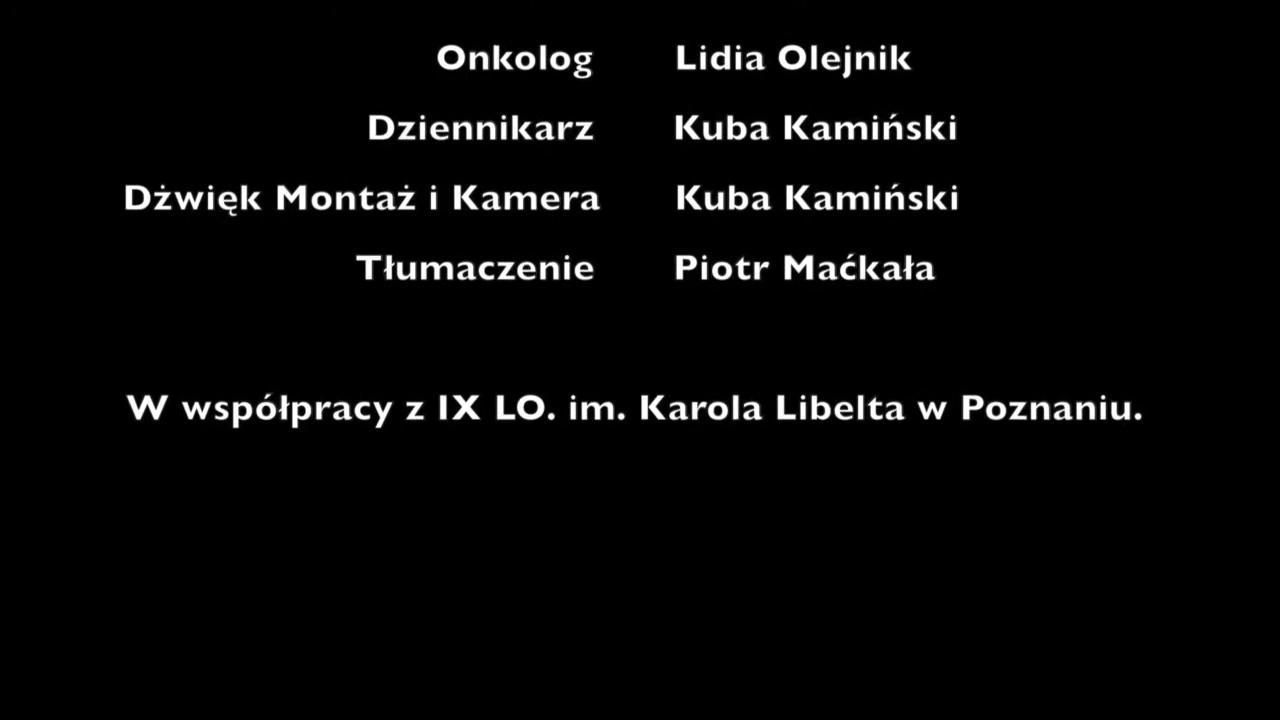 Onkolog Lidia Olejnik
Dziennikarz Kuba Kamiński
Dżwięk Montaż i Kamera Kuba Kamiński
Tłumaczenie Piotr Maćkała
W współpracy z IX LO. im. Karola Libelta w Poznaniu.